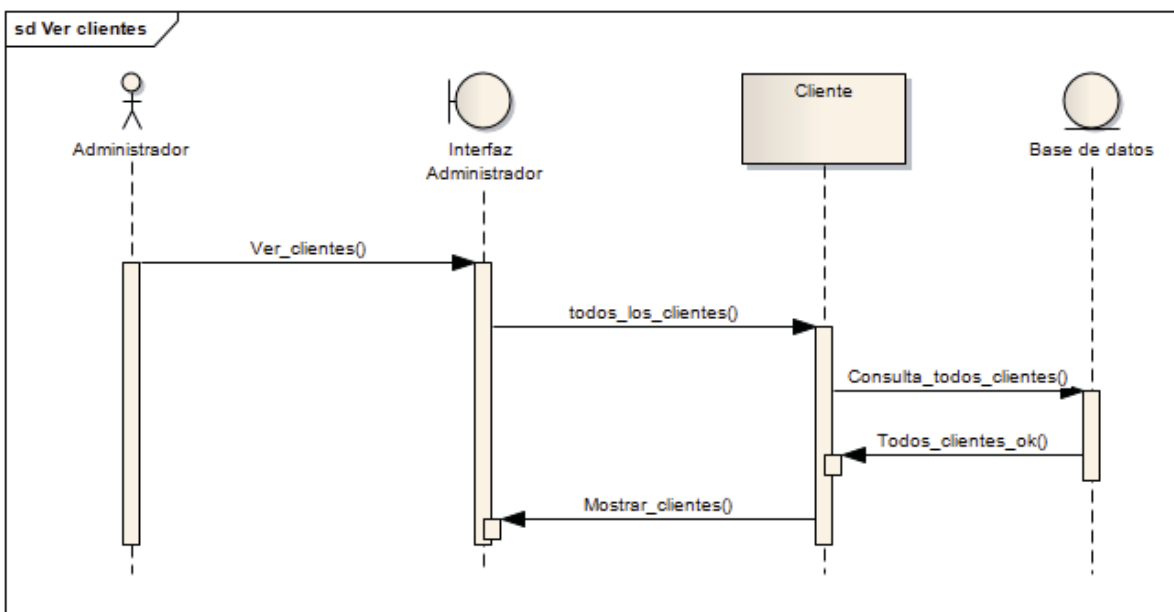 sd Ver clientes
Administrador
Interfaz
Administrador
Cliente
Base de datos
Ver_clientes()
todos_los_clientes()
Consulta_todos_clientes()
Todos_clientes_ok()
Mostrar_clientes()